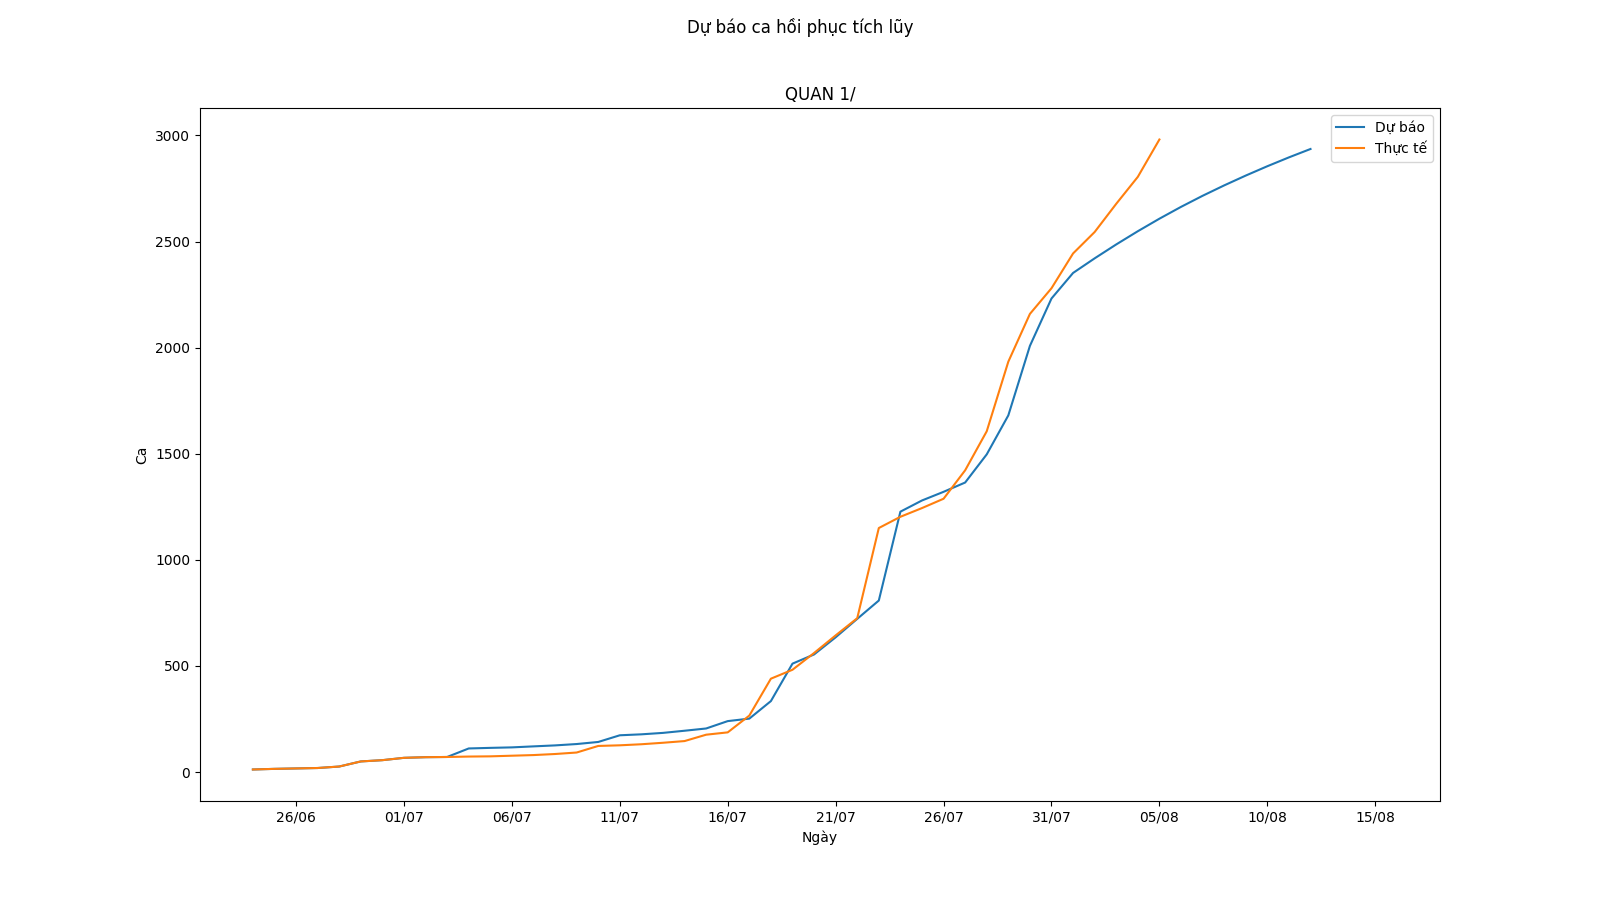 Dự báo ca hồi phục tích lũy
QUAN 1/
Dự báo
Thực tế
3000
2500
2000
1500
1000
500
0
Ca
26/06 01/07 06/07 11/07 16/07 21/07 26/07 31/07 05/08 10/08 15/08
Ngày